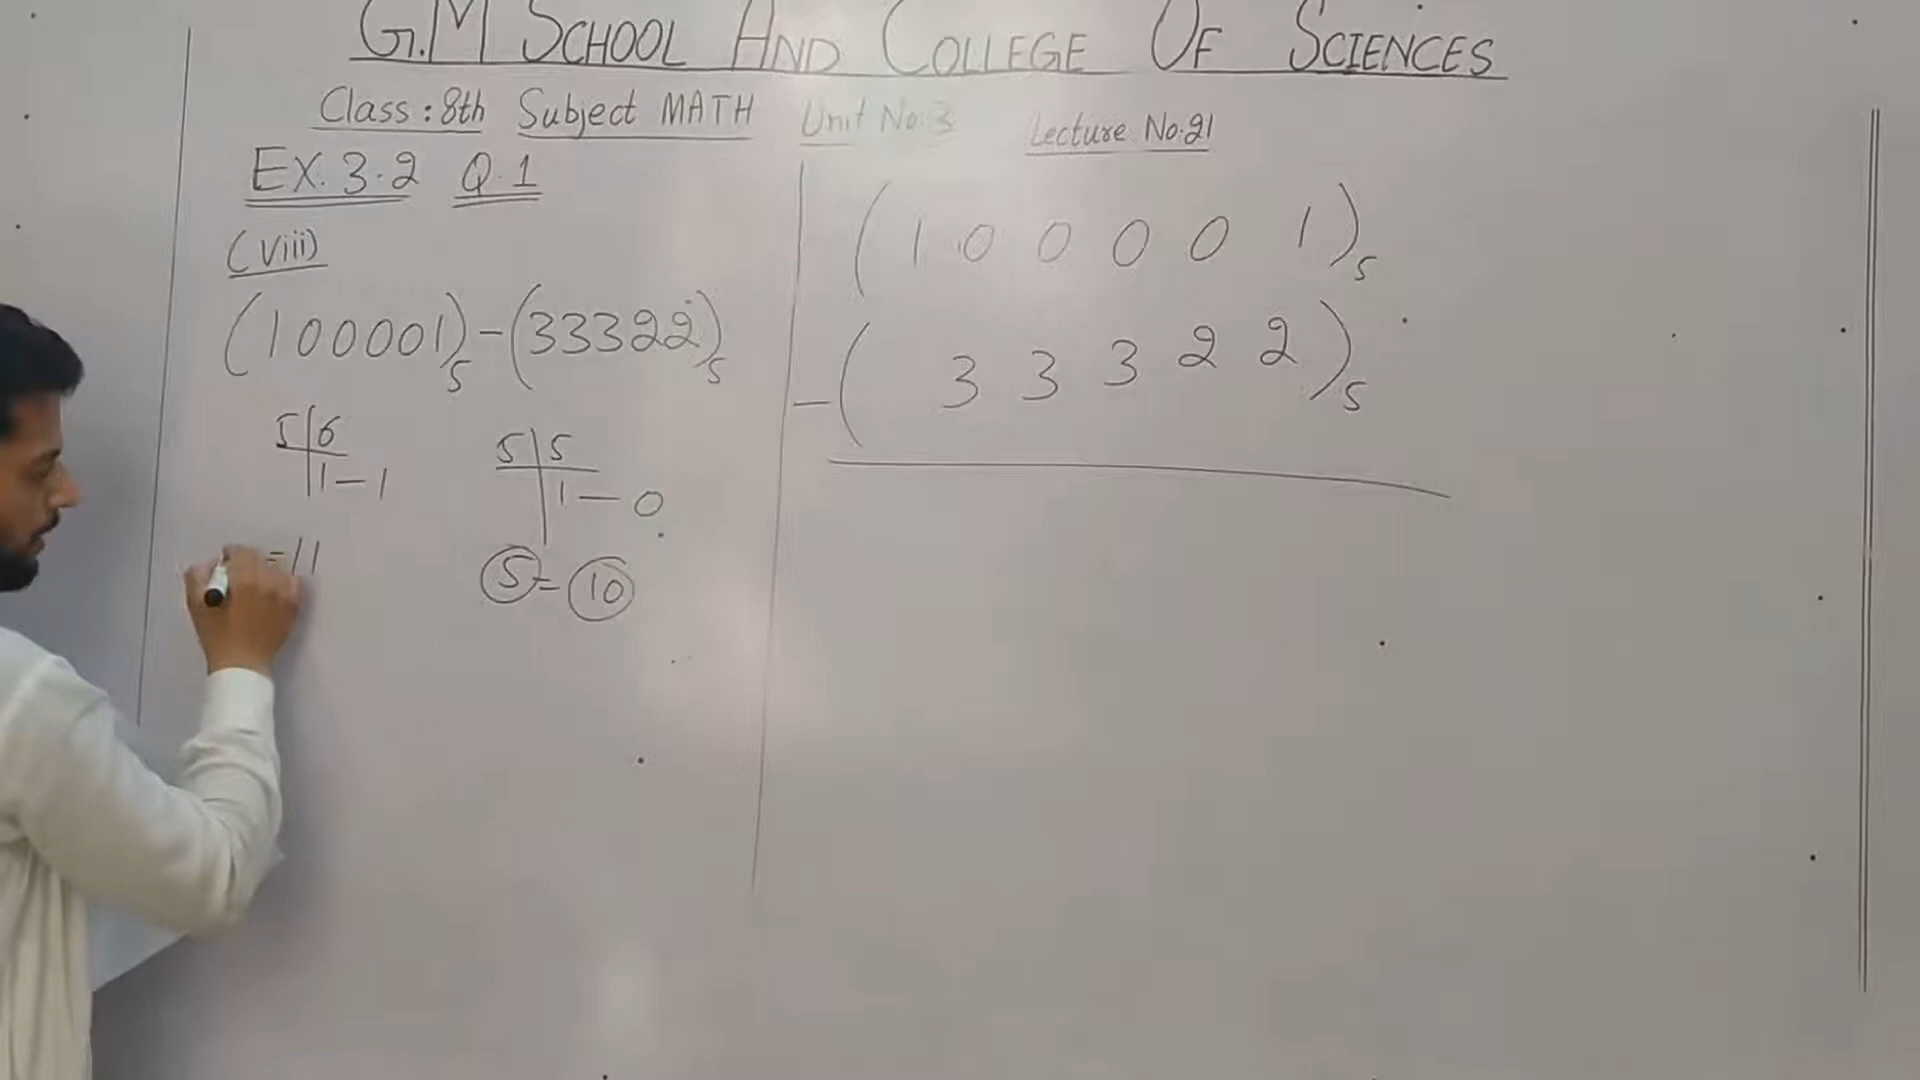 G.M SCHOOL AND COLLEGE OF SCIENCES
Class: 8th Subject MATH Unit No.3 Lecture No.21
EX. 3.2 Q.1
(viii)
(100001)₅-(33322)₅
5|6
1-1
=11
5|5
1-0
5=10
(1 0 0 0 0 1)₅
-( 3 3 3 2 2)₅